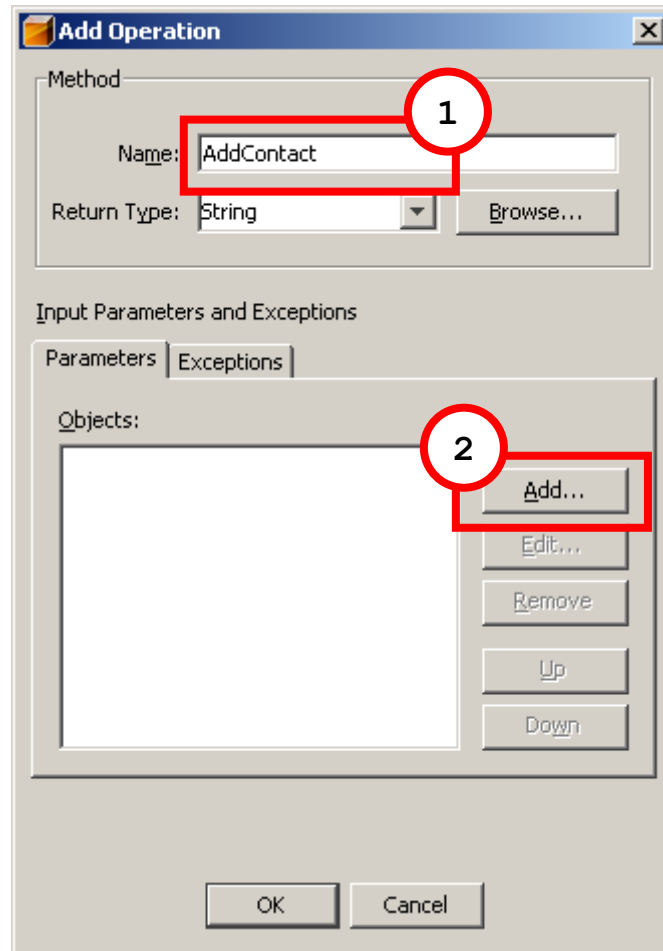 Add Operation
Method
1
Name: AddContact
Return Type: String Browse...
Input Parameters and Exceptions
Parameters Exceptions
Objects:
2
Add...
Edit...
Remove
Up
Down
OK Cancel